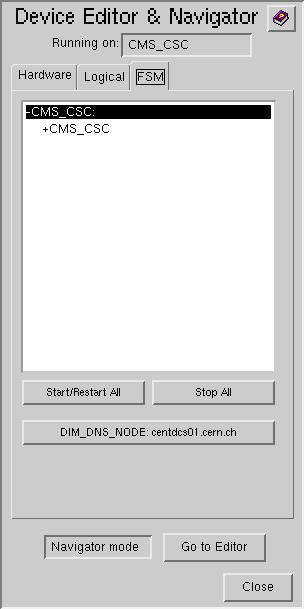 Device Editor & Navigator
Running on: CMS_CSC
Hardware Logical FSM
-CMS_CSC:
+CMS_CSC
Start/Restart All Stop All
DIM_DNS_NODE: centdcs01.cern.ch
Navigator mode Go to Editor
Close